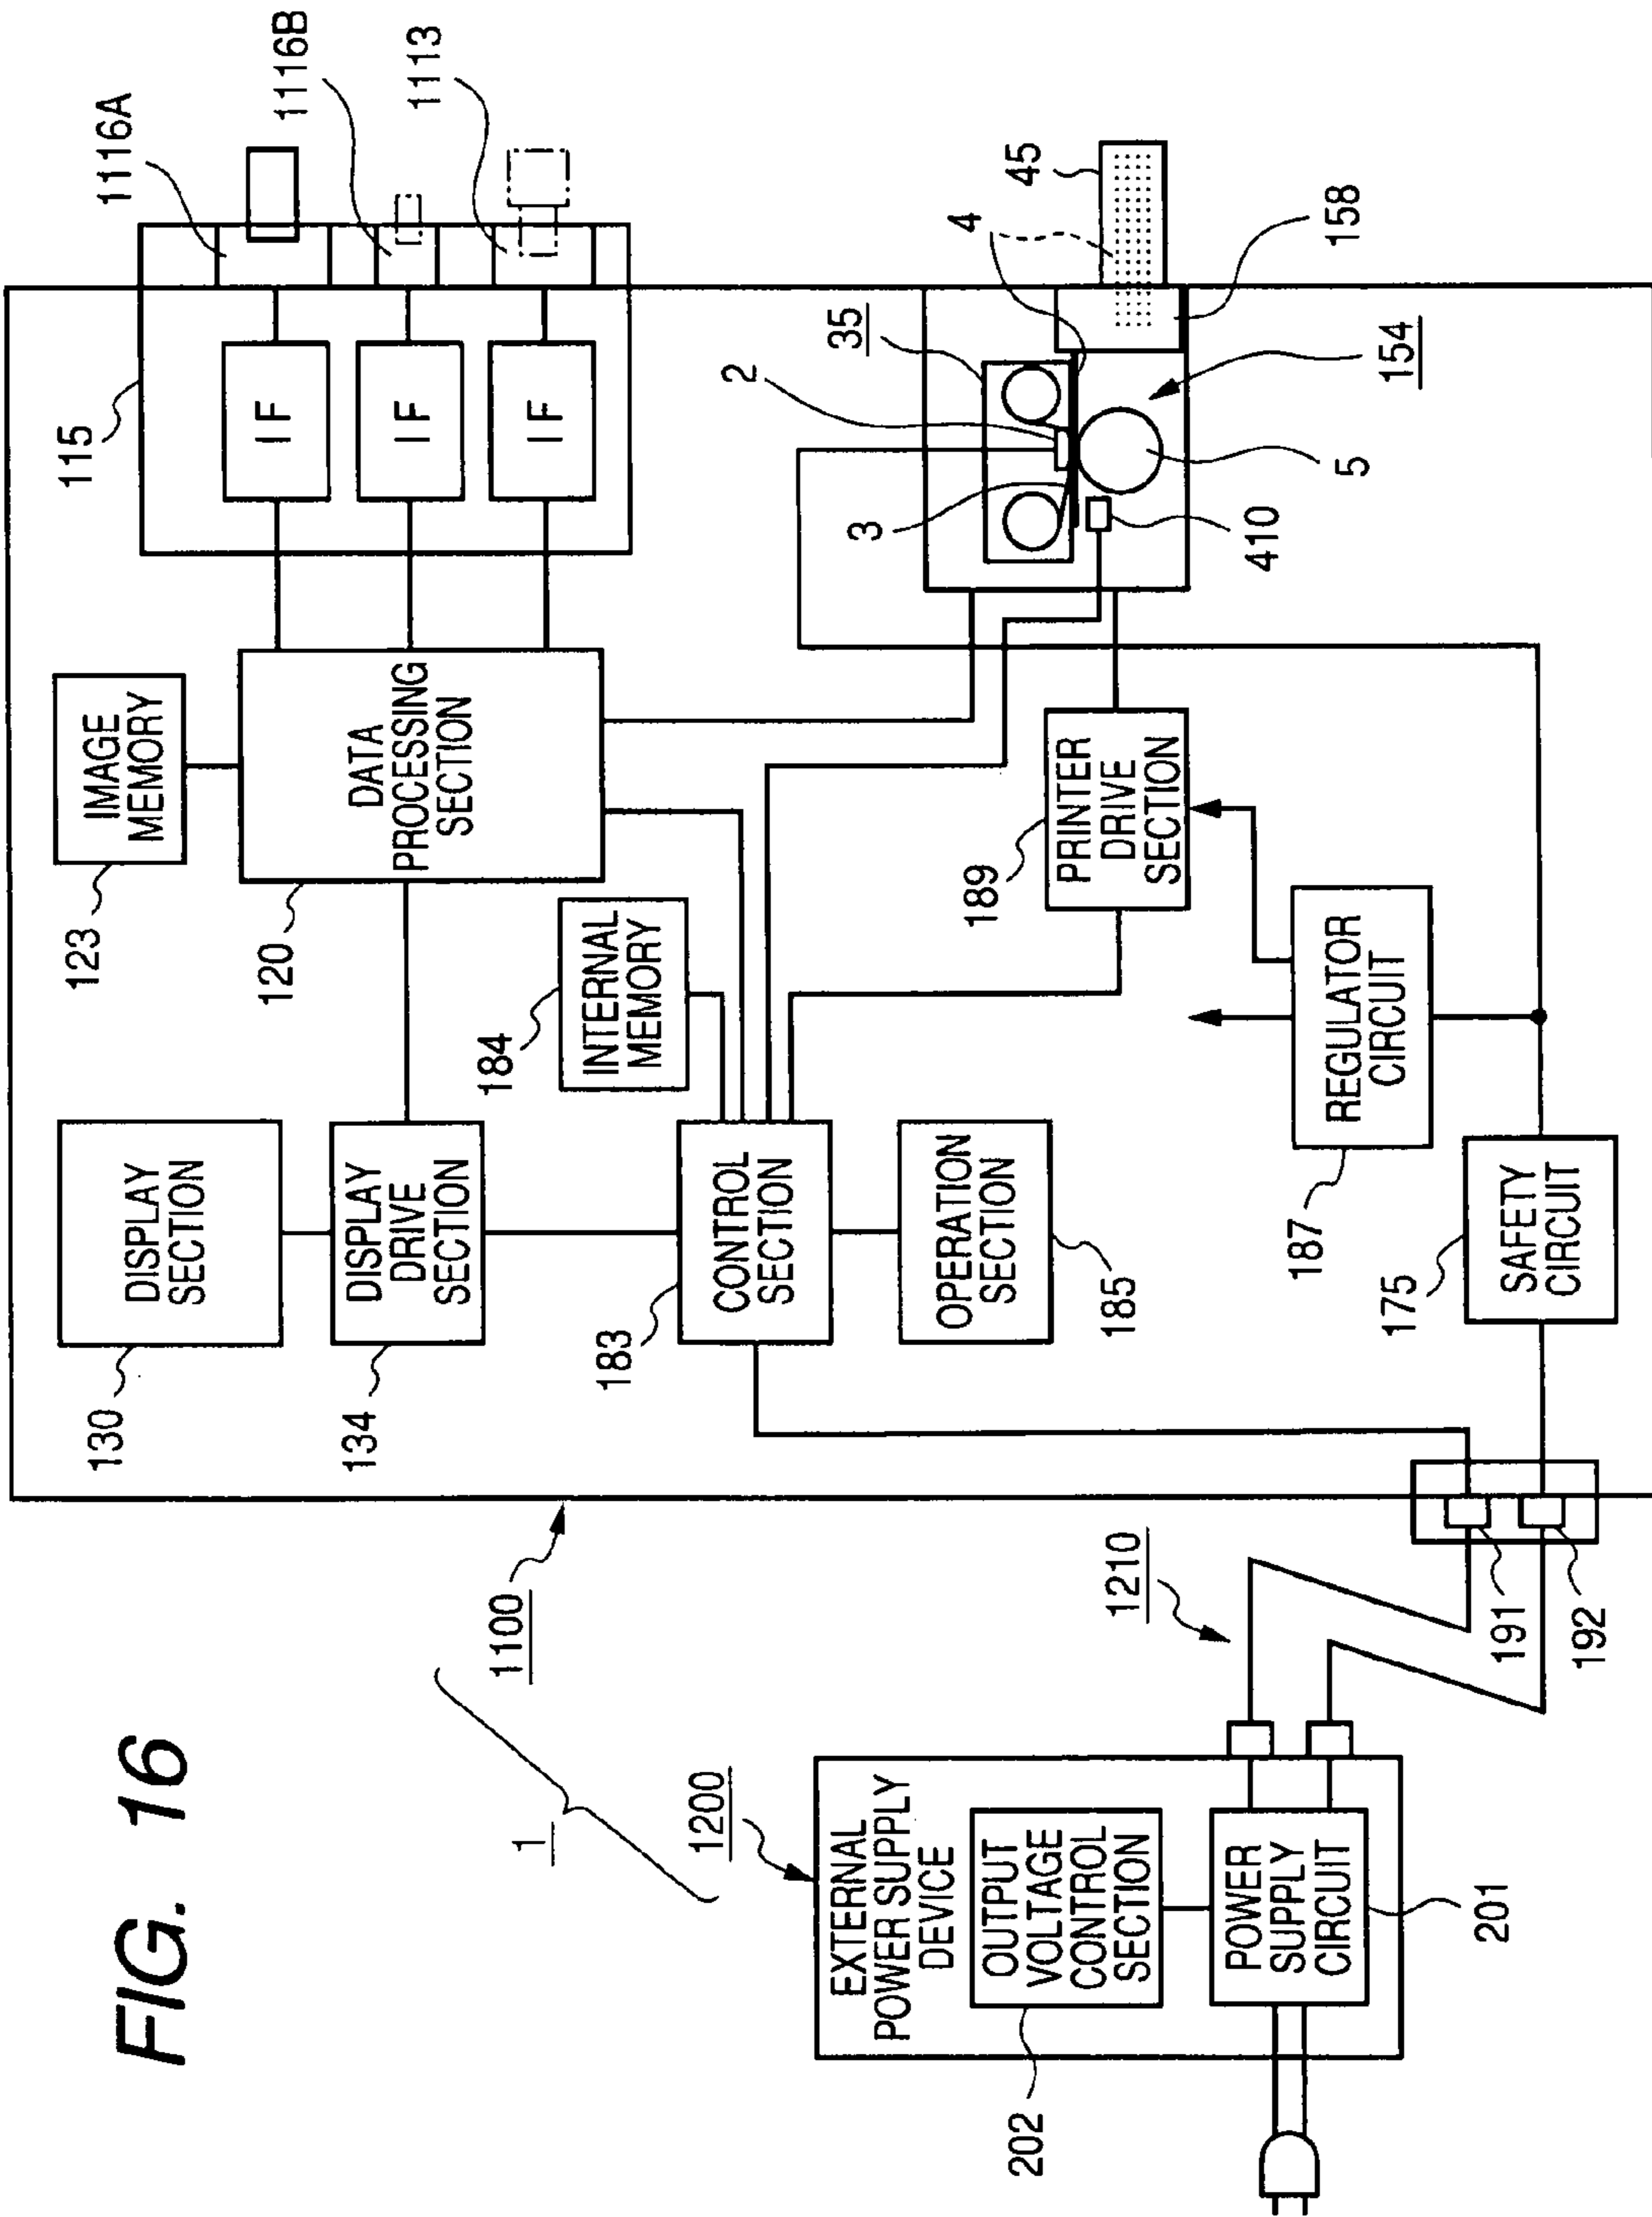 FIG. 16
1
1100
1200
EXTERNAL
POWER SUPPLY
DEVICE
OUTPUT
VOLTAGE
CONTROL
SECTION
202
POWER
SUPPLY
CIRCUIT
201
1210
191
192
130
DISPLAY
SECTION
134
DISPLAY
DRIVE
SECTION
183
CONTROL
SECTION
OPERATION
SECTION
185
184
INTERNAL
MEMORY
123
IMAGE
MEMORY
120
DATA
PROCESSING
SECTION
115
IF
IF
IF
1116A
1116B
1113
175
SAFETY
CIRCUIT
187
REGULATOR
CIRCUIT
189
PRINTER
DRIVE
SECTION
2
3
35
4
45
158
154
5
410